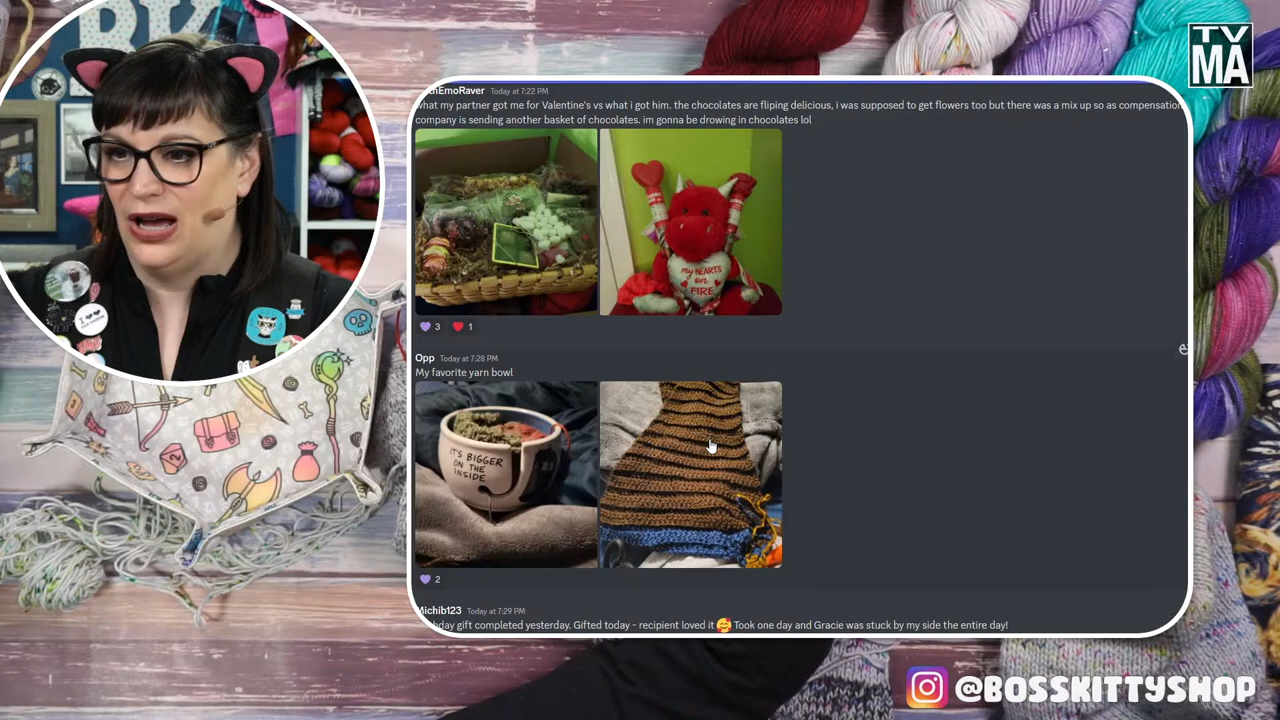 TV
MA
EmoRaver Today at 7:22 PM
what my partner got me for Valentine's vs what i got him. the chocolates are fliping delicious, i was supposed to get flowers too but there was a mix up so as compensation
company is sending another basket of chocolates. im gonna be drowing in chocolates lol
my HEARTS
on
FIRE
3 1
Opp Today at 7:28 PM
My favorite yarn bowl
IT'S BIGGER
ON THE
INSIDE
2
Michib123 Today at 7:29 PM
day gift completed yesterday. Gifted today - recipient loved it 🥰 Took one day and Gracie was stuck by my side the entire day!
@BOSSKITTYSHOP